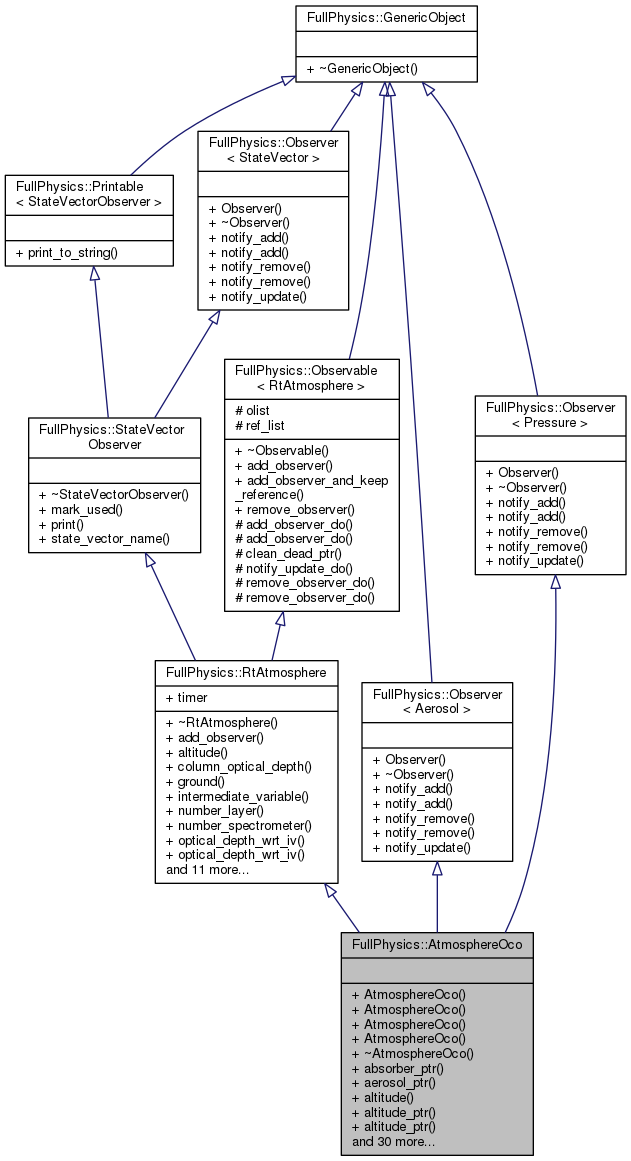 FullPhysics::GenericObject
+ ~GenericObject()
FullPhysics::Observer
< StateVector >
+ Observer()
+ ~Observer()
+ notify_add()
+ notify_add()
+ notify_remove()
+ notify_remove()
+ notify_update()
FullPhysics::Printable
< StateVectorObserver >
+ print_to_string()
FullPhysics::Observable
< RtAtmosphere >
# olist
# ref_list
+ ~Observable()
+ add_observer()
+ add_observer_and_keep
_reference()
+ remove_observer()
# add_observer_do()
# add_observer_do()
# clean_dead_ptr()
# notify_update_do()
# remove_observer_do()
# remove_observer_do()
FullPhysics::Observer
< Pressure >
+ Observer()
+ ~Observer()
+ notify_add()
+ notify_add()
+ notify_remove()
+ notify_remove()
+ notify_update()
FullPhysics::StateVector
Observer
+ ~StateVectorObserver()
+ mark_used()
+ print()
+ state_vector_name()
FullPhysics::RtAtmosphere
+ timer
+ ~RtAtmosphere()
+ add_observer()
+ altitude()
+ column_optical_depth()
+ ground()
+ intermediate_variable()
+ number_layer()
+ number_spectrometer()
+ optical_depth_wrt_iv()
+ optical_depth_wrt_iv()
and 11 more...
FullPhysics::Observer
< Aerosol >
+ Observer()
+ ~Observer()
+ notify_add()
+ notify_add()
+ notify_remove()
+ notify_remove()
+ notify_update()
FullPhysics::AtmosphereOco
+ AtmosphereOco()
+ AtmosphereOco()
+ AtmosphereOco()
+ AtmosphereOco()
+ ~AtmosphereOco()
+ absorber_ptr()
+ aerosol_ptr()
+ altitude()
+ altitude_ptr()
+ altitude_ptr()
and 30 more...